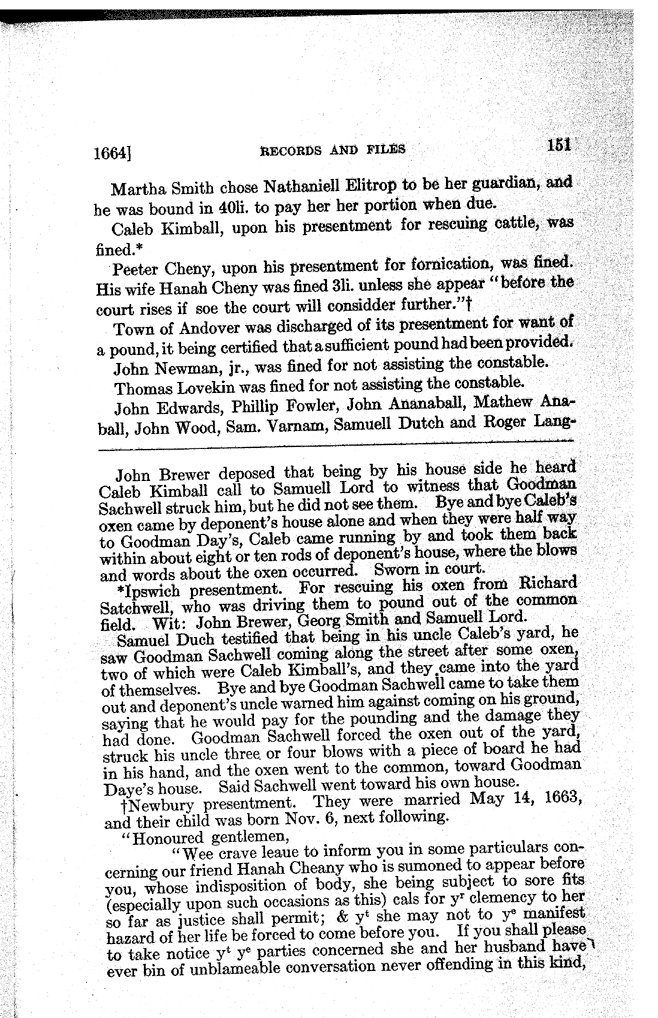 1664]    RECORDS AND FILES    151
Martha Smith chose Nathaniell Elitrop to be her guardian, and
he was bound in 40li. to pay her her portion when due.
Caleb Kimball, upon his presentment for rescuing cattle, was
fined.*
Peeter Cheny, upon his presentment for fornication, was fined.
His wife Hanah Cheny was fined 3li. unless she appear "before the
court rises if soe the court will considder further."†
Town of Andover was discharged of its presentment for want of
a pound, it being certified that a sufficient pound had been provided.
John Newman, jr., was fined for not assisting the constable.
Thomas Lovekin was fined for not assisting the constable.
John Edwards, Phillip Fowler, John Ananaball, Mathew Ana-
ball, John Wood, Sam. Varnam, Samuell Dutch and Roger Lang-
John Brewer deposed that being by his house side he heard
Caleb Kimball call to Samuell Lord to witness that Goodman
Sachwell struck him, but he did not see them. Bye and bye Caleb's
oxen came by deponent's house alone and when they were half way
to Goodman Day's, Caleb came running by and took them back
within about eight or ten rods of deponent's house, where the blows
and words about the oxen occurred. Sworn in court.
*Ipswich presentment. For rescuing his oxen from Richard
Satchwell, who was driving them to pound out of the common
field. Wit: John Brewer, Georg Smith and Samuell Lord.
Samuel Duch testified that being in his uncle Caleb's yard, he
saw Goodman Sachwell coming along the street after some oxen,
two of which were Caleb Kimball's, and they came into the yard
of themselves. Bye and bye Goodman Sachwell came to take them
out and deponent's uncle warned him against coming on his ground,
saying that he would pay for the pounding and the damage they
had done. Goodman Sachwell forced the oxen out of the yard,
struck his uncle three or four blows with a piece of board he had
in his hand, and the oxen went to the common, toward Goodman
Daye's house. Said Sachwell went toward his own house.
†Newbury presentment. They were married May 14, 1663,
and their child was born Nov. 6, next following.
"Honoured gentlemen,
"Wee crave leaue to inform you in some particulars con-
cerning our friend Hanah Cheany who is sumoned to appear before
you, whose indisposition of body, she being subject to sore fits
(especially upon such occasions as this) cals for yʳ clemency to her
so far as justice shall permit; & yᵗ she may not to yᵉ manifest
hazard of her life be forced to come before you. If you shall please
to take notice yᵗ yᵉ parties concerned she and her husband have
ever bin of unblameable conversation never offending in this kind,